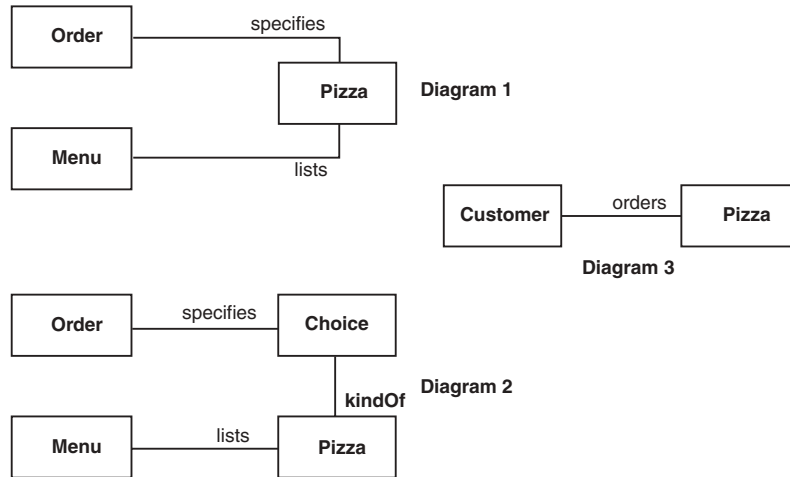 Order
specifies
Pizza
Diagram 1
Menu
lists
Customer
orders
Pizza
Diagram 3
Order
specifies
Choice
kindOf
Diagram 2
Menu
lists
Pizza